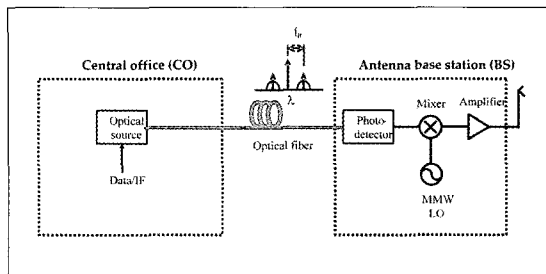 Central office (CO)
Antenna base station (BS)
Optical
source
Data/IF
λ
Optical fiber
Photo-
detector
Mixer
Amplifier
MMW
LO